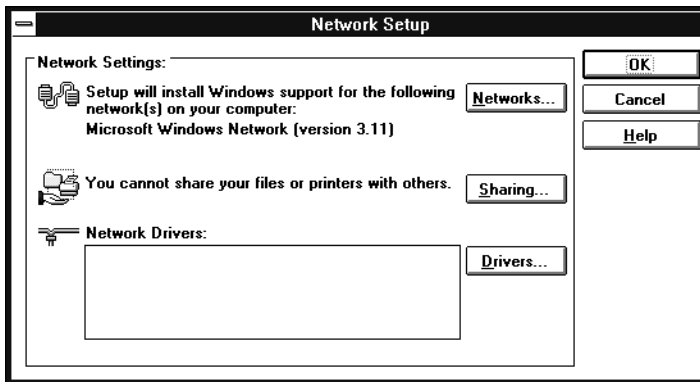 Network Setup
Network Settings:
Setup will install Windows support for the following
network(s) on your computer:
Microsoft Windows Network (version 3.11)
Networks...
You cannot share your files or printers with others.
Sharing...
Network Drivers:
Drivers...
OK
Cancel
Help